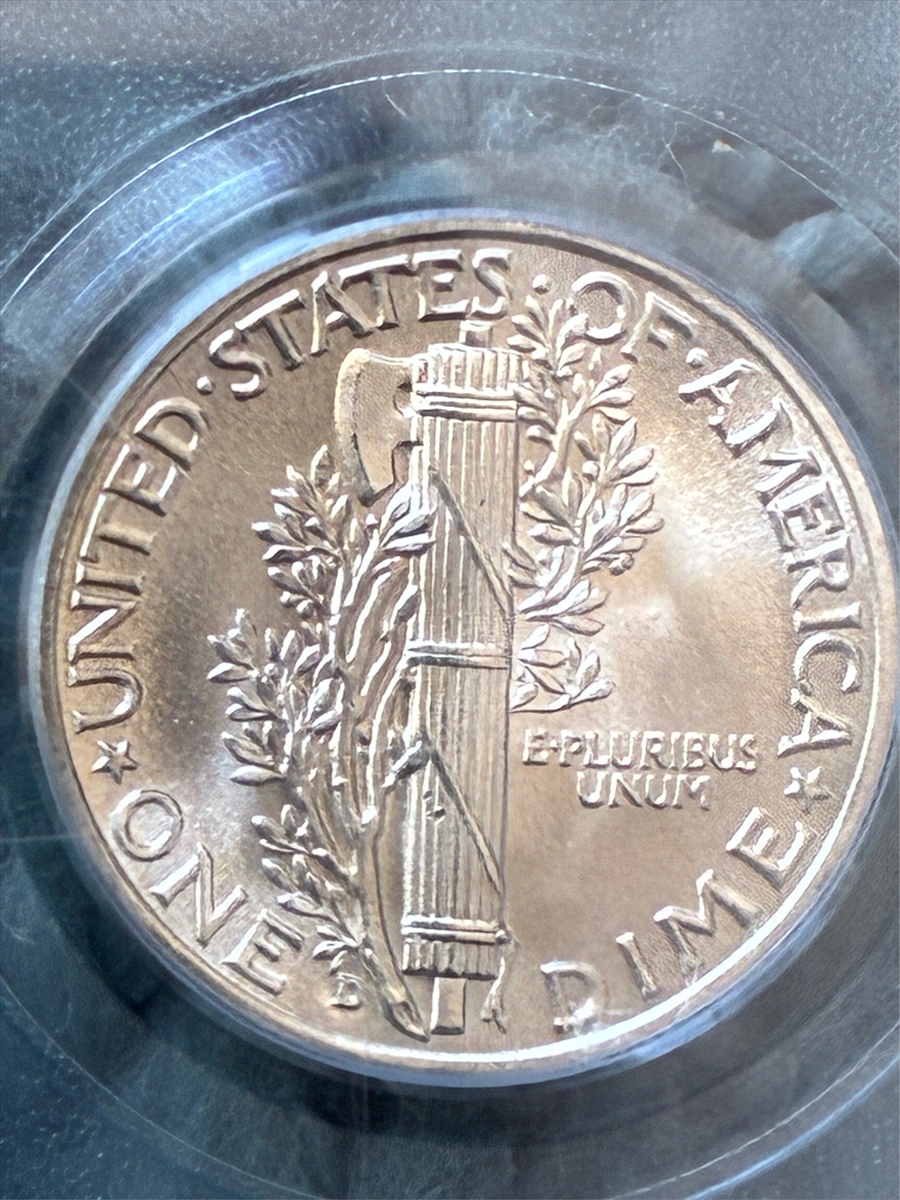 UNITED · STATES · OF · AMERICA
E·PLURIBUS
UNUM
ONE DIME